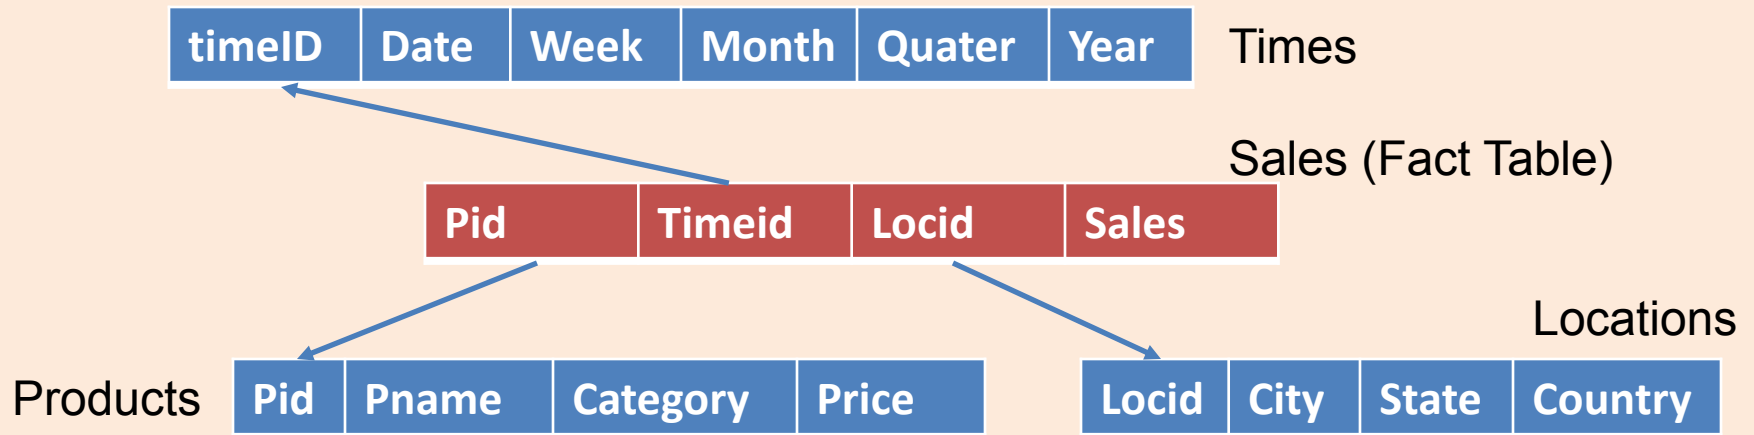 timeID Date Week Month Quater Year Times
Sales (Fact Table)
Pid Timeid Locid Sales
Locations
Products Pid Pname Category Price Locid City State Country